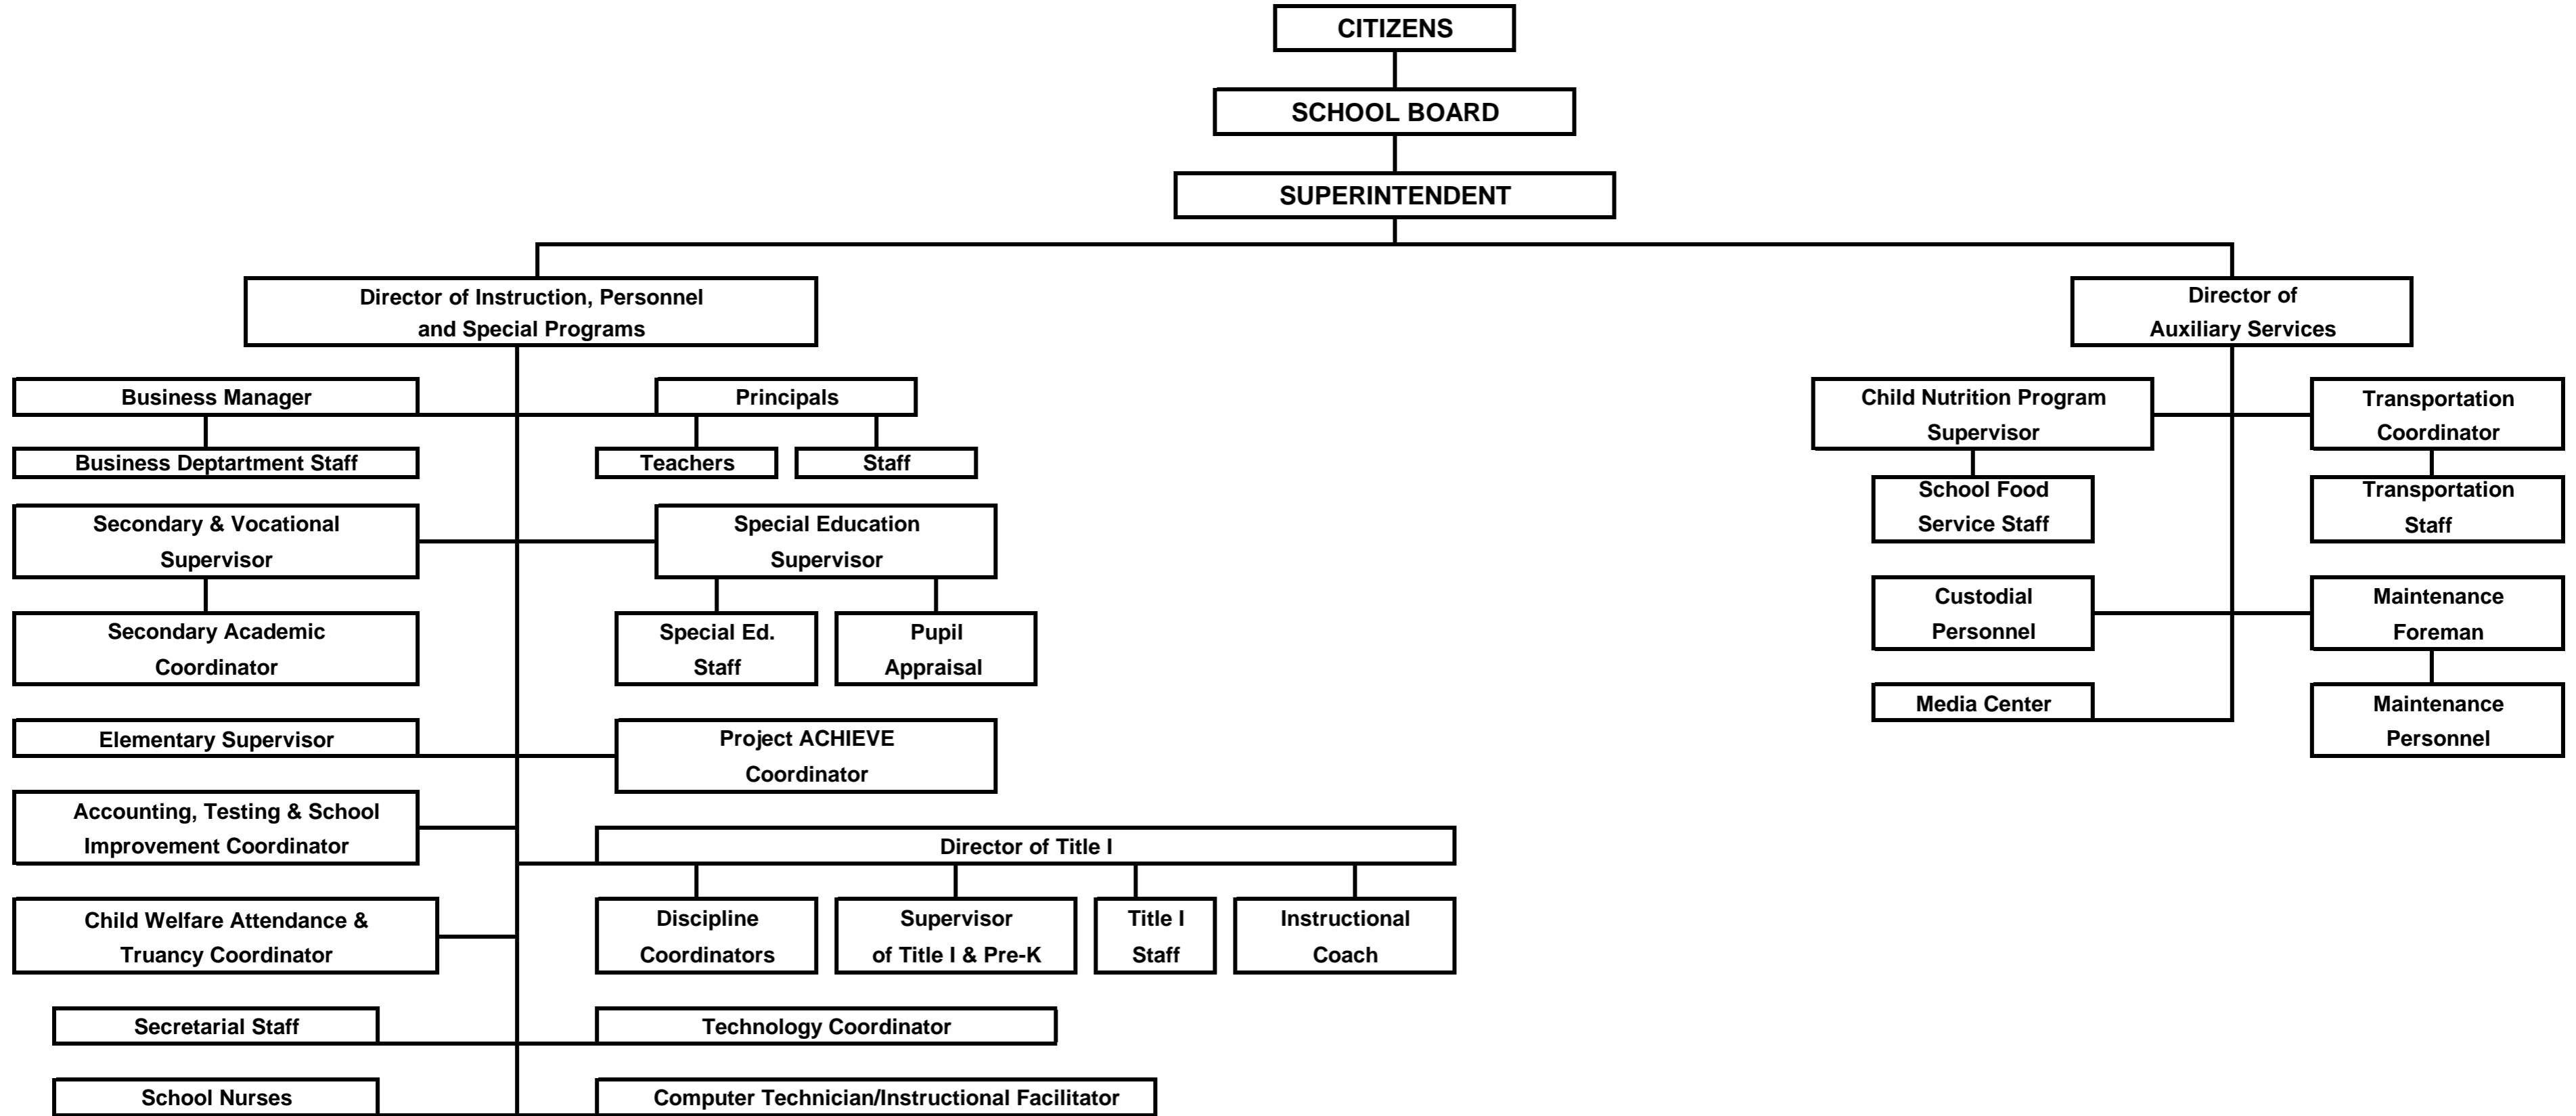 CITIZENS
SCHOOL BOARD
SUPERINTENDENT
Director of Instruction, Personnel
and Special Programs
Director of
Auxiliary Services
Business Manager
Principals
Business Deptartment Staff
Teachers
Staff
Secondary & Vocational
Supervisor
Special Education
Supervisor
Secondary Academic
Coordinator
Special Ed.
Staff
Pupil
Appraisal
Elementary Supervisor
Project ACHIEVE
Coordinator
Accounting, Testing & School
Improvement Coordinator
Director of Title I
Child Welfare Attendance &
Truancy Coordinator
Discipline
Coordinators
Supervisor
of Title I & Pre-K
Title I
Staff
Instructional
Coach
Secretarial Staff
Technology Coordinator
School Nurses
Computer Technician/Instructional Facilitator
Child Nutrition Program
Supervisor
Transportation
Coordinator
School Food
Service Staff
Transportation
Staff
Custodial
Personnel
Maintenance
Foreman
Media Center
Maintenance
Personnel